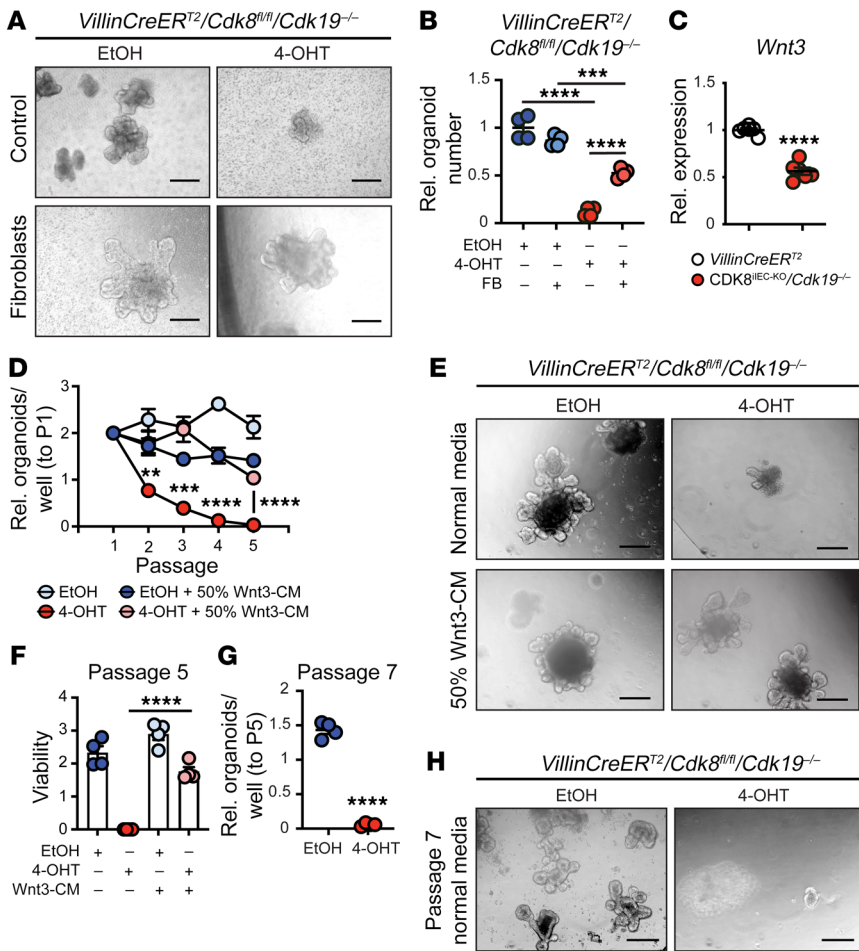 A
VillinCreERT2/Cdk8fl/fl/Cdk19–/–
EtOH
4-OHT
Control
Fibroblasts
B
VillinCreERT2/
Cdk8fl/fl/Cdk19–/–
Rel. organoid
number
1.5
1
0.5
0
***
****
****
EtOH + + – –
4-OHT – – + +
FB – + – +
C
Wnt3
Rel. expression
1.5
1
0.5
0
****
VillinCreERT2
CDK8iIEC-KO/Cdk19–/–
D
Rel. organoids/
well (to P1)
3
2
1
0
**
***
****
****
1 2 3 4 5
Passage
EtOH
EtOH + 50% Wnt3-CM
4-OHT
4-OHT + 50% Wnt3-CM
E
VillinCreERT2/Cdk8fl/fl/Cdk19–/–
EtOH
4-OHT
Normal media
50% Wnt3-CM
F
Passage 5
Viability
4
3
2
1
0
****
EtOH + – + –
4-OHT – + – +
Wnt3-CM – – + +
G
Passage 7
Rel. organoids/
well (to P5)
2
1.5
1
0.5
0
****
EtOH 4-OHT
H
VillinCreERT2/Cdk8fl/fl/Cdk19–/–
EtOH
4-OHT
Passage 7
normal media